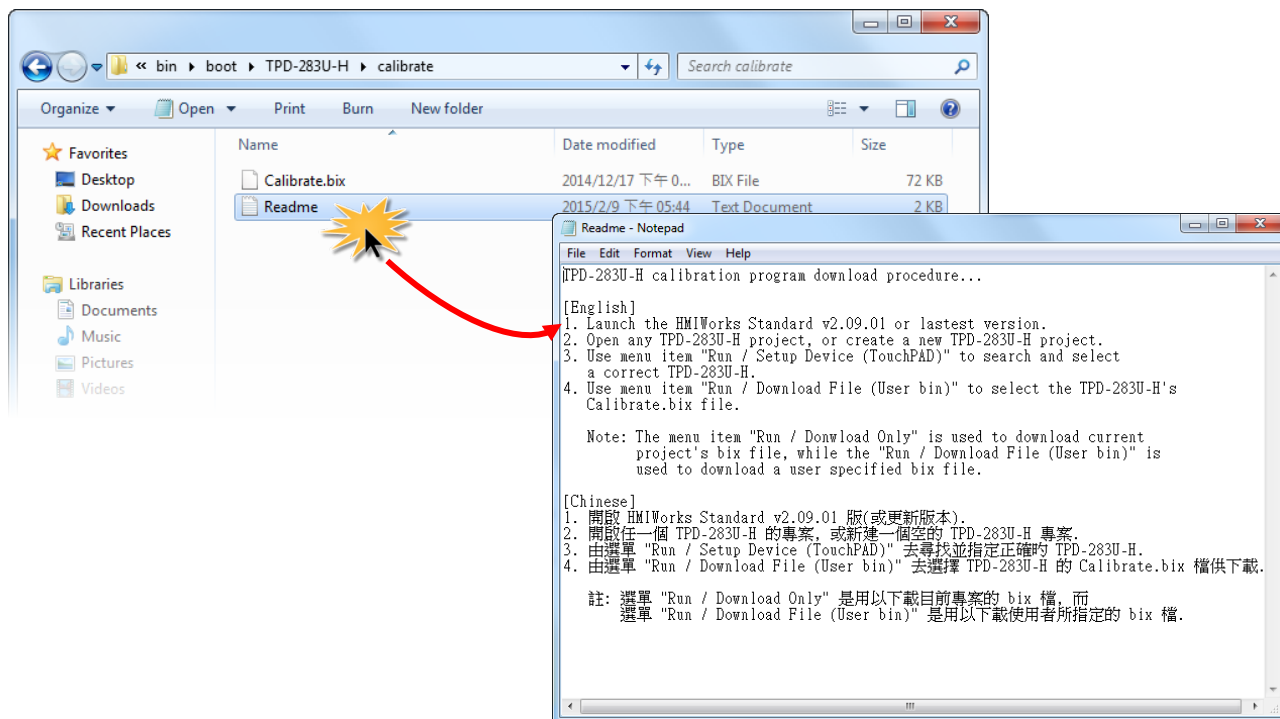 « bin ▸ boot ▸ TPD-283U-H ▸ calibrate
Search calibrate
Organize Open Print Burn New folder
Name Date modified Type Size
Favorites
Desktop
Downloads
Recent Places
Libraries
Documents
Music
Pictures
Videos
Calibrate.bix 2014/12/17 下午 0... BIX File 72 KB
Readme 2015/2/9 下午 05:44 Text Document 2 KB
Readme - Notepad
File Edit Format View Help
TPD-283U-H calibration program download procedure...
[English]
1. Launch the HMIWorks Standard v2.09.01 or lastest version.
2. Open any TPD-283U-H project, or create a new TPD-283U-H project.
3. Use menu item "Run / Setup Device (TouchPAD)" to search and select
a correct TPD-283U-H.
4. Use menu item "Run / Download File (User bin)" to select the TPD-283U-H's
Calibrate.bix file.
Note: The menu item "Run / Donwload Only" is used to download current
project's bix file, while the "Run / Download File (User bin)" is
used to download a user specified bix file.
[Chinese]
1. 開啟 HMIWorks Standard v2.09.01 版(或更新版本).
2. 開啟任一個 TPD-283U-H 的專案, 或新建一個空的 TPD-283U-H 專案.
3. 由選單 "Run / Setup Device (TouchPAD)" 去尋找並指定正確的 TPD-283U-H.
4. 由選單 "Run / Download File (User bin)" 去選擇 TPD-283U-H 的 Calibrate.bix 檔供下載.
註: 選單 "Run / Download Only" 是用以下載目前專案的 bix 檔, 而
選單 "Run / Download File (User bin)" 是用以下載使用者所指定的 bix 檔.